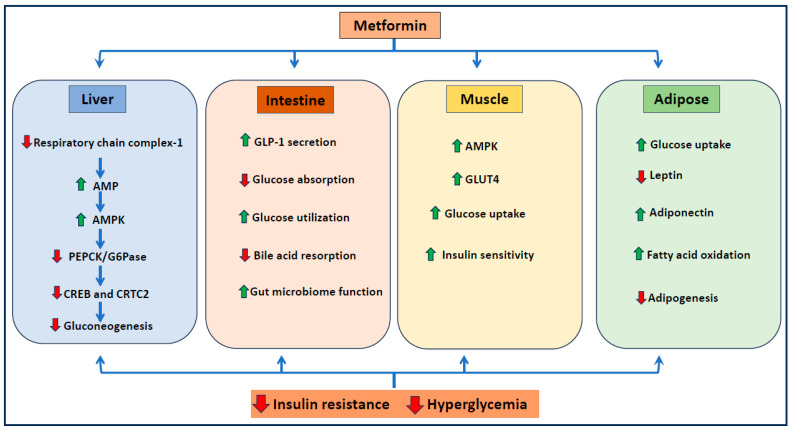 Metformin
Liver
Respiratory chain complex-1
AMP
AMPK
PEPCK/G6Pase
CREB and CRTC2
Gluconeogenesis
Intestine
GLP-1 secretion
Glucose absorption
Glucose utilization
Bile acid resorption
Gut microbiome function
Muscle
AMPK
GLUT4
Glucose uptake
Insulin sensitivity
Adipose
Glucose uptake
Leptin
Adiponectin
Fatty acid oxidation
Adipogenesis
Insulin resistance Hyperglycemia